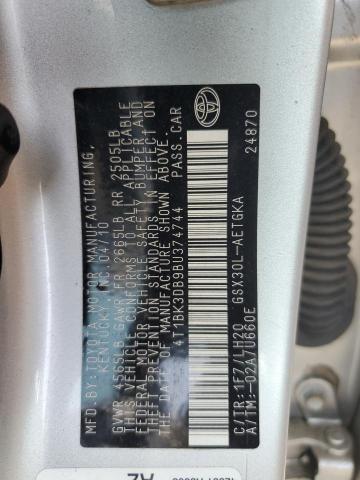 MFD.BY:TOYOTA MOTOR MANUFACTURING,
KENTUCKY, INC. 04/10
GVWR 4565LB GAWR FR 2665LB RR 2505LB
THIS VEHICLE CONFORMS TO ALL APPLICABLE
FEDERAL MOTOR VEHICLE SAFETY, BUMPER, AND
THEFT PREVENTION STANDARDS IN EFFECT ON
THE DATE OF MANUFACTURE SHOWN ABOVE.
4T1BK3DB9BU374744 PASS.CAR
C/TR:1F7/LH20 GSX30L-AETGKA
A/TM:-02A/U660E 24870
AZ